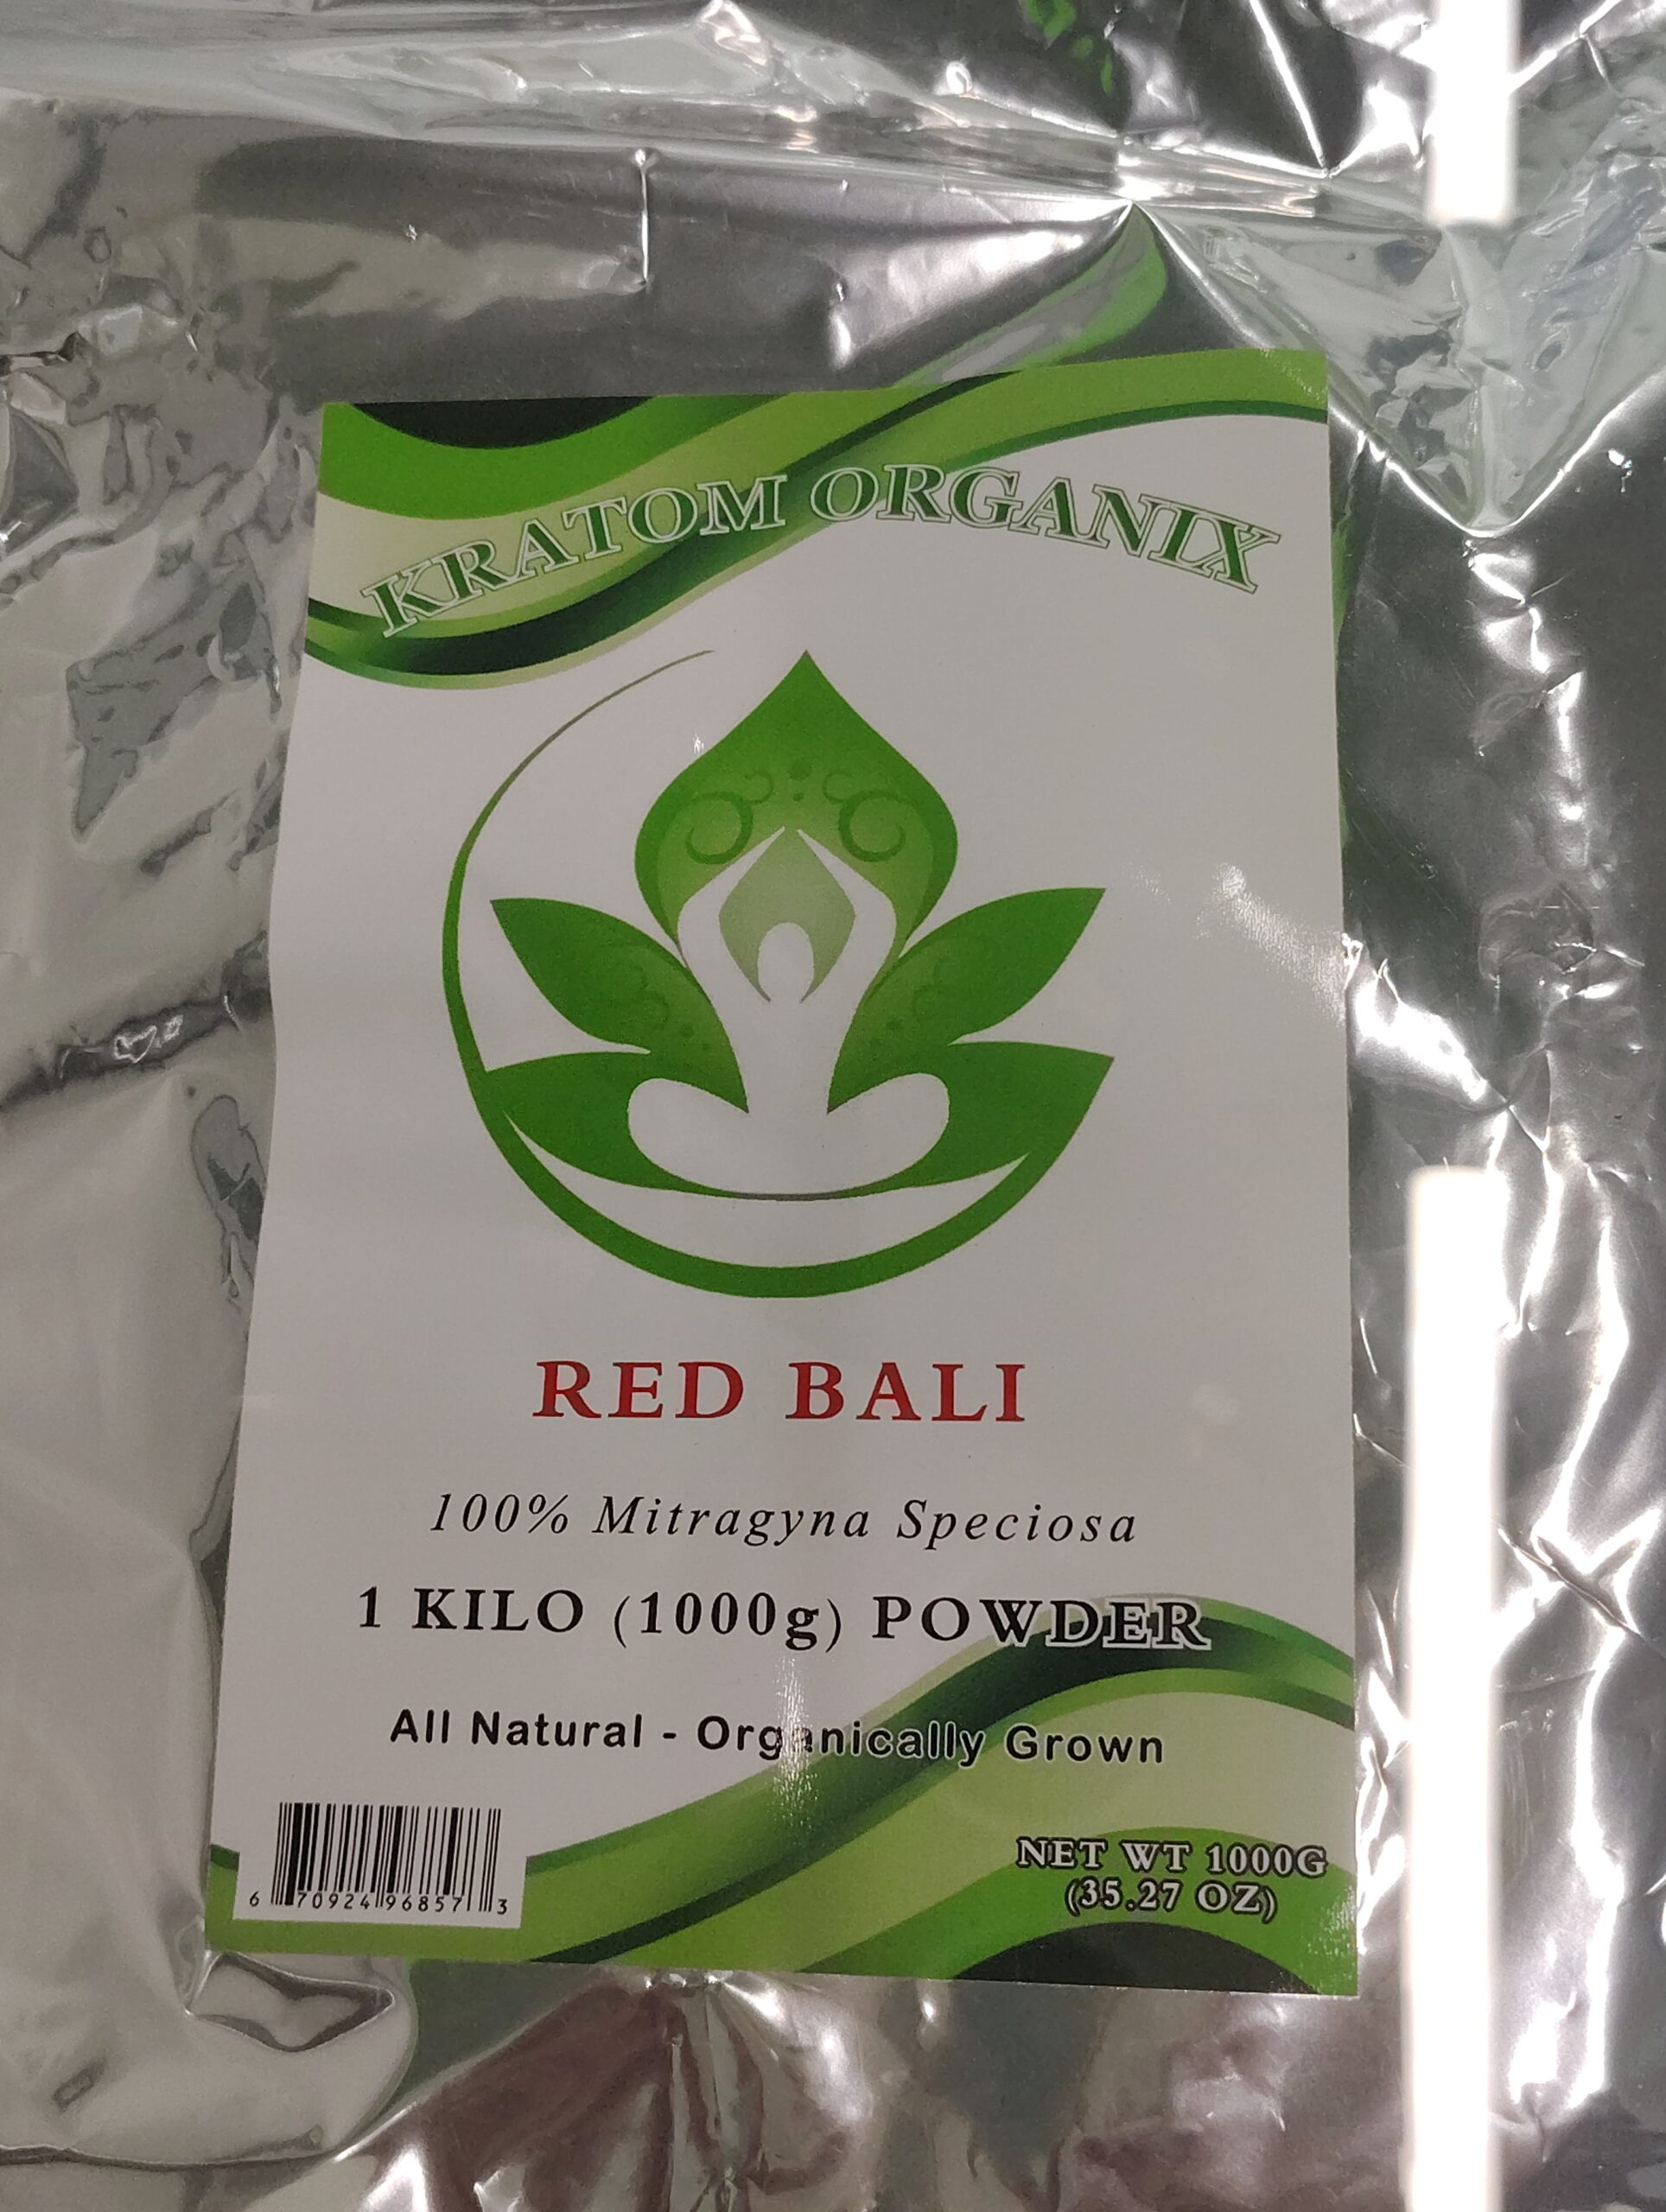 KRATOM ORGANIX
RED BALI
100% Mitragyna Speciosa
1 KILO (1000g) POWDER
All Natural - Organically Grown
6 70924 96857 3
NET WT 1000G
(35.27 OZ)